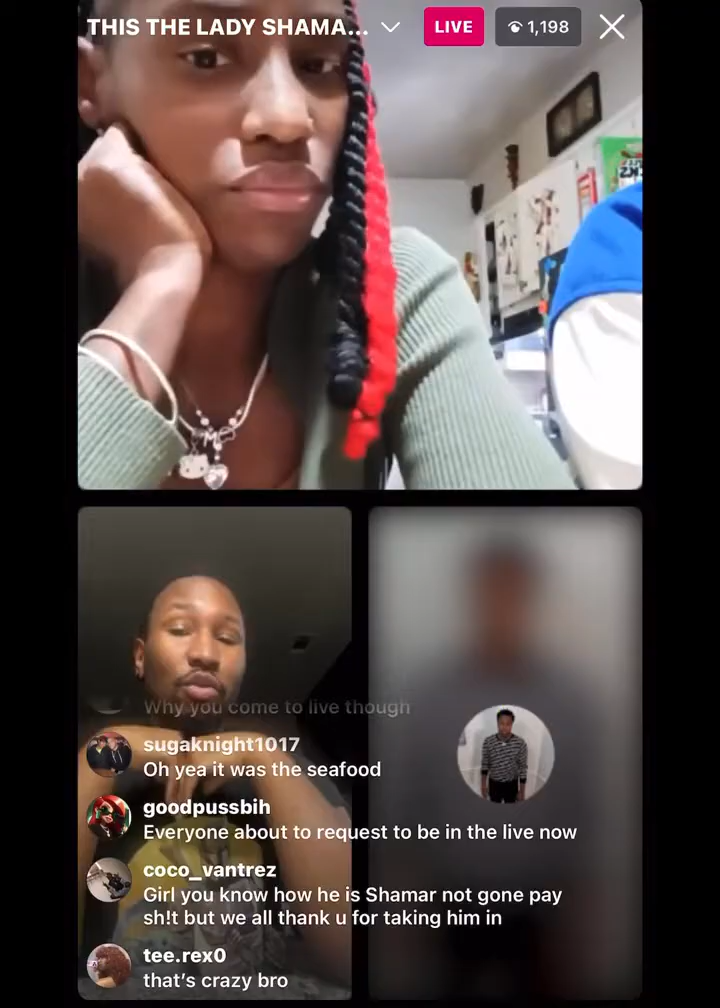 THIS THE LADY SHAMA...
LIVE
1,198
Why you come to live though
sugaknight1017
Oh yea it was the seafood
goodpussbih
Everyone about to request to be in the live now
coco_vantrez
Girl you know how he is Shamar not gone pay
sh!t but we all thank u for taking him in
tee.rex0
that's crazy bro